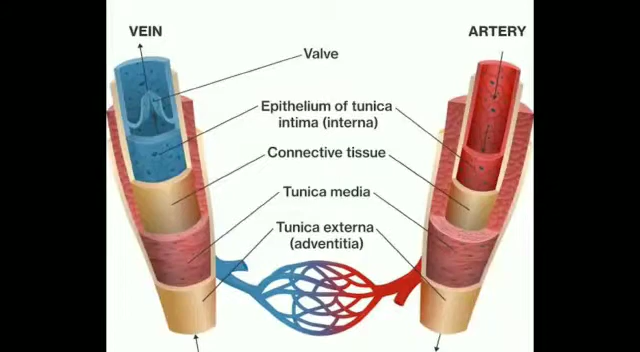 VEIN
ARTERY
Valve
Epithelium of tunica
intima (interna)
Connective tissue
Tunica media
Tunica externa
(adventitia)